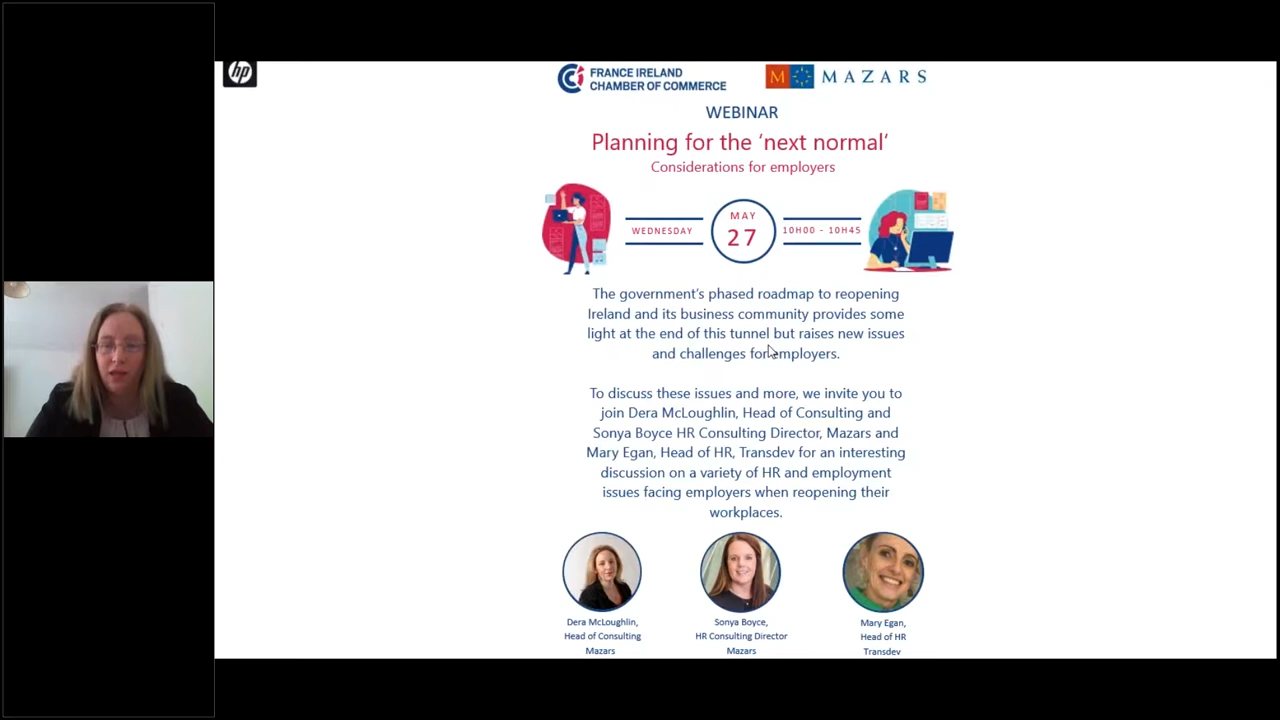 hp
FRANCE IRELAND
CHAMBER OF COMMERCE
M MAZARS
WEBINAR
Planning for the ‘next normal’
Considerations for employers
WEDNESDAY
MAY
27
10H00 - 10H45
The government’s phased roadmap to reopening
Ireland and its business community provides some
light at the end of this tunnel but raises new issues
and challenges for employers.
To discuss these issues and more, we invite you to
join Dera McLoughlin, Head of Consulting and
Sonya Boyce HR Consulting Director, Mazars and
Mary Egan, Head of HR, Transdev for an interesting
discussion on a variety of HR and employment
issues facing employers when reopening their
workplaces.
Dera McLoughlin,
Head of Consulting
Mazars
Sonya Boyce,
HR Consulting Director
Mazars
Mary Egan,
Head of HR
Transdev